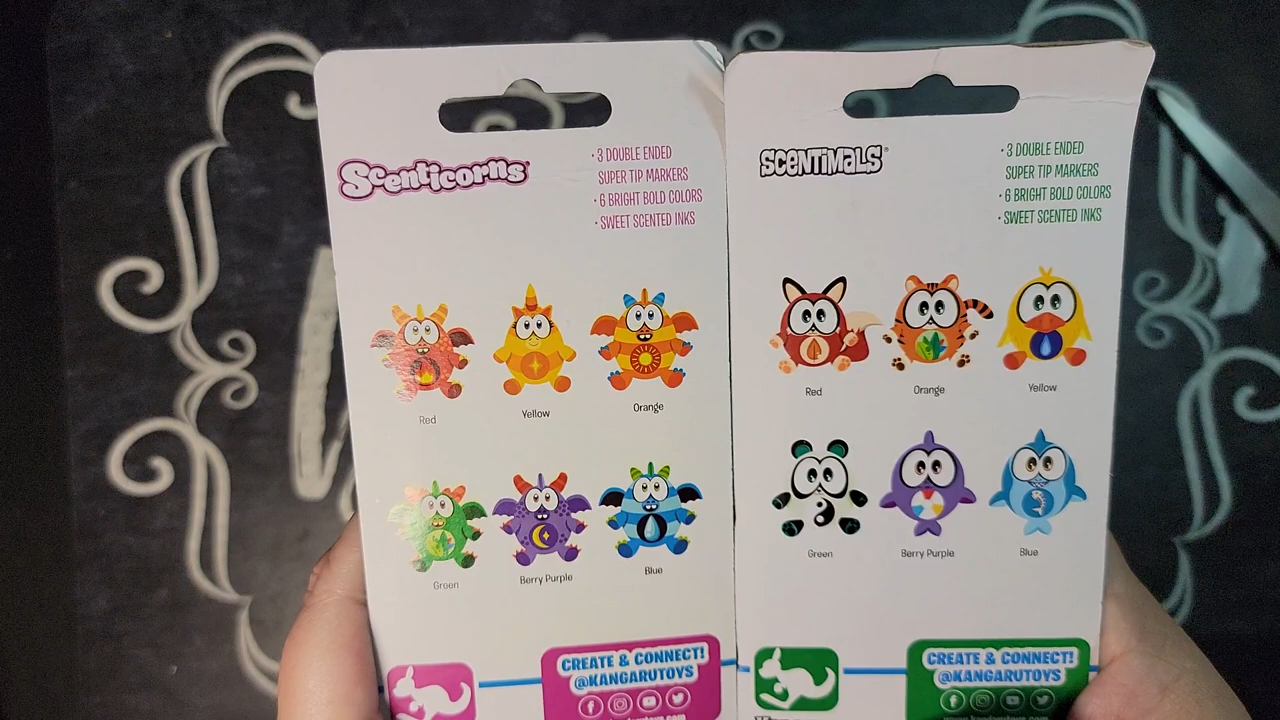 Scenticorns
• 3 DOUBLE ENDED
SUPER TIP MARKERS
• 6 BRIGHT BOLD COLORS
• SWEET SCENTED INKS
Red
Yellow
Orange
Green
Berry Purple
Blue
CREATE & CONNECT!
@KANGARUTOYS
SCENTIMALS®
• 3 DOUBLE ENDED
SUPER TIP MARKERS
• 6 BRIGHT BOLD COLORS
• SWEET SCENTED INKS
Red
Orange
Yellow
Green
Berry Purple
Blue
CREATE & CONNECT!
@KANGARUTOYS